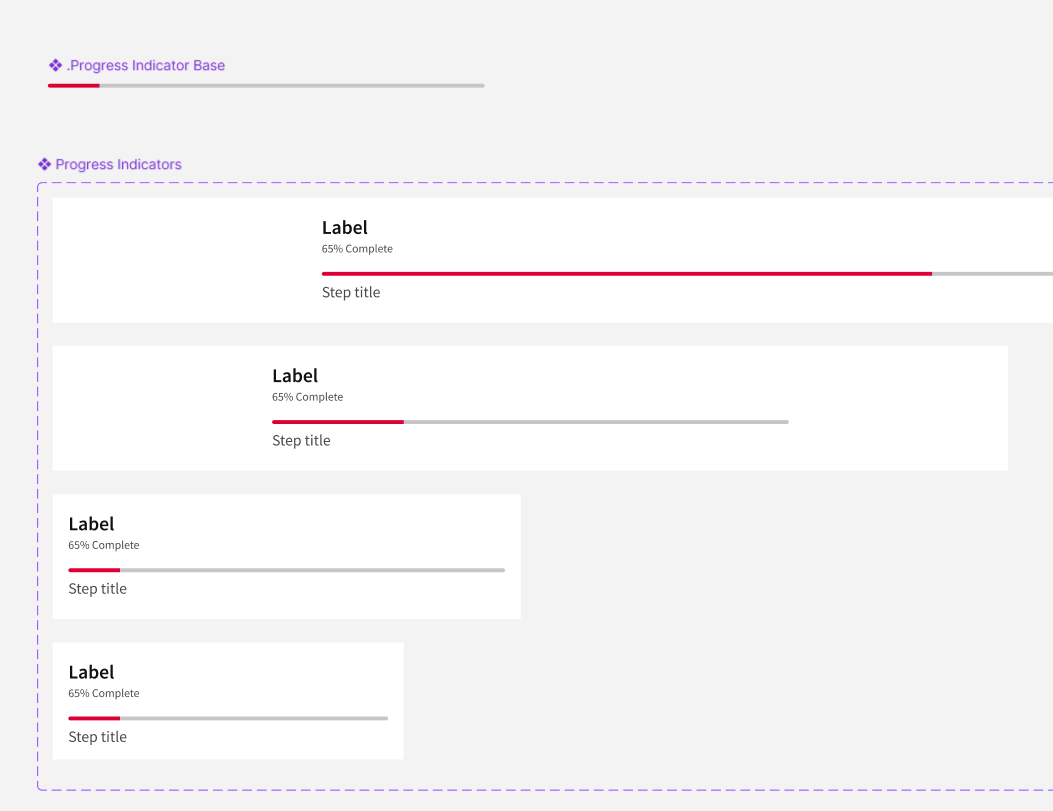 .Progress Indicator Base
Progress Indicators
Label
65% Complete
Step title
Label
65% Complete
Step title
Label
65% Complete
Step title
Label
65% Complete
Step title